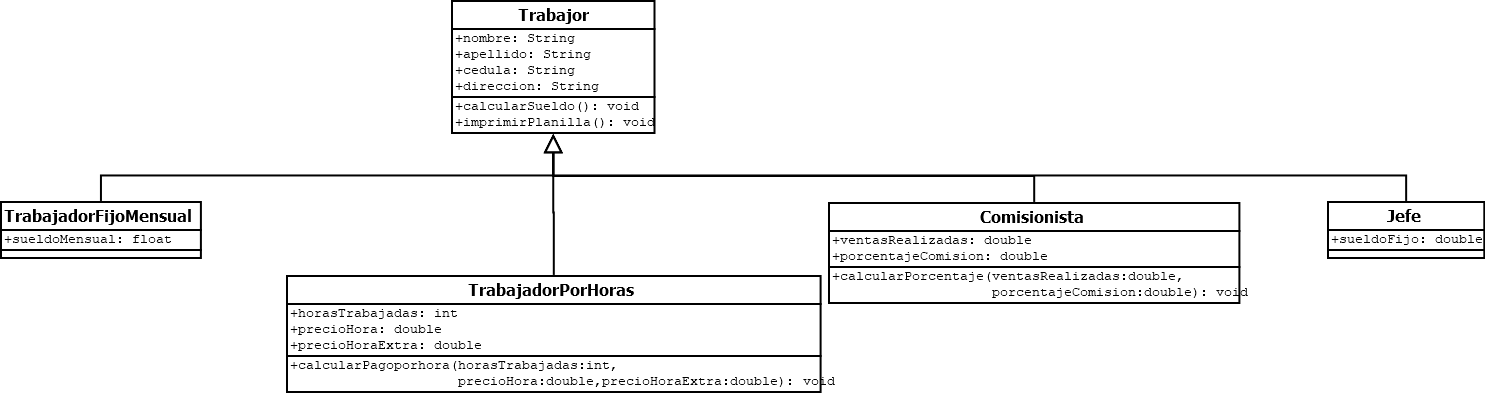 Trabajor
+nombre: String
+apellido: String
+cedula: String
+direccion: String
+calcularSueldo(): void
+imprimirPlanilla(): void
TrabajadorFijoMensual
+sueldoMensual: float
TrabajadorPorHoras
+horasTrabajadas: int
+precioHora: double
+precioHoraExtra: double
+calcularPagoporhora(horasTrabajadas:int,
precioHora:double,precioHoraExtra:double): void
Comisionista
+ventasRealizadas: double
+porcentajeComision: double
+calcularPorcentaje(ventasRealizadas:double,
porcentajeComision:double): void
Jefe
+sueldoFijo: double